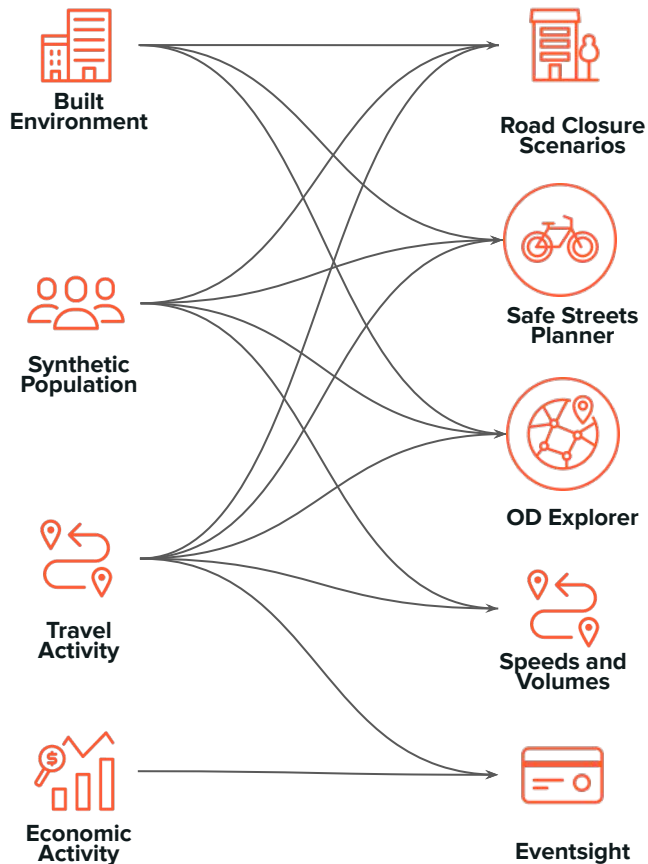 Built
Environment
Road Closure
Scenarios
Synthetic
Population
Safe Streets
Planner
OD Explorer
Travel
Activity
Speeds and
Volumes
$
Economic
Activity
Eventsight